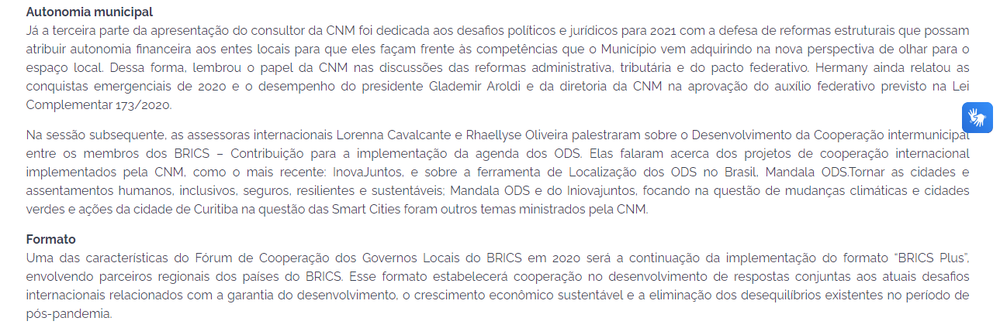 Autonomia municipal
Já a terceira parte da apresentação do consultor da CNM foi dedicada aos desafios políticos e jurídicos para 2021 com a defesa de reformas estruturais que possam
atribuir autonomia financeira aos entes locais para que eles façam frente às competências que o Município vem adquirindo na nova perspectiva de olhar para o
espaço local. Dessa forma, lembrou o papel da CNM nas discussões das reformas administrativa, tributária e do pacto federativo. Hermany ainda relatou as
conquistas emergenciais de 2020 e o desempenho do presidente Glademir Aroldi e da diretoria da CNM na aprovação do auxílio federativo previsto na Lei
Complementar 173/2020.
Na sessão subsequente, as assessoras internacionais Lorenna Cavalcante e Rhaellyse Oliveira palestraram sobre o Desenvolvimento da Cooperação intermunicipal
entre os membros dos BRICS – Contribuição para a implementação da agenda dos ODS. Elas falaram acerca dos projetos de cooperação internacional
implementados pela CNM, como o mais recente: InovaJuntos, e sobre a ferramenta de Localização dos ODS no Brasil, Mandala ODS.Tornar as cidades e
assentamentos humanos, inclusivos, seguros, resilientes e sustentáveis; Mandala ODS e do Iniovajuntos, focando na questão de mudanças climáticas e cidades
verdes e ações da cidade de Curitiba na questão das Smart Cities foram outros temas ministrados pela CNM.
Formato
Uma das características do Fórum de Cooperação dos Governos Locais do BRICS em 2020 será a continuação da implementação do formato “BRICS Plus”,
envolvendo parceiros regionais dos países do BRICS. Esse formato estabelecerá cooperação no desenvolvimento de respostas conjuntas aos atuais desafios
internacionais relacionados com a garantia do desenvolvimento, o crescimento econômico sustentável e a eliminação dos desequilíbrios existentes no período de
pós-pandemia.